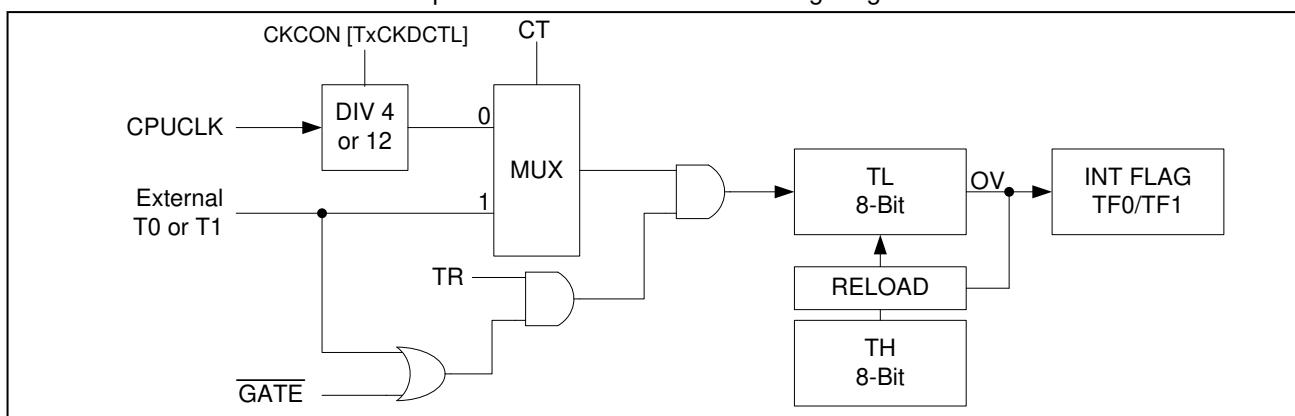 CKCON [TxCKDCTL]
CT
CPUCLK
DIV 4
or 12
0
MUX
External
T0 or T1
1
TL
8-Bit
OV
INT FLAG
TF0/TF1
TR
RELOAD
TH
8-Bit
GATE